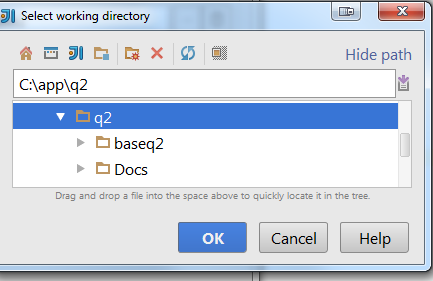 Select working directory
Hide path
C:\app\q2
q2
baseq2
Docs
Drag and drop a file into the space above to quickly locate it in the tree.
OK
Cancel
Help